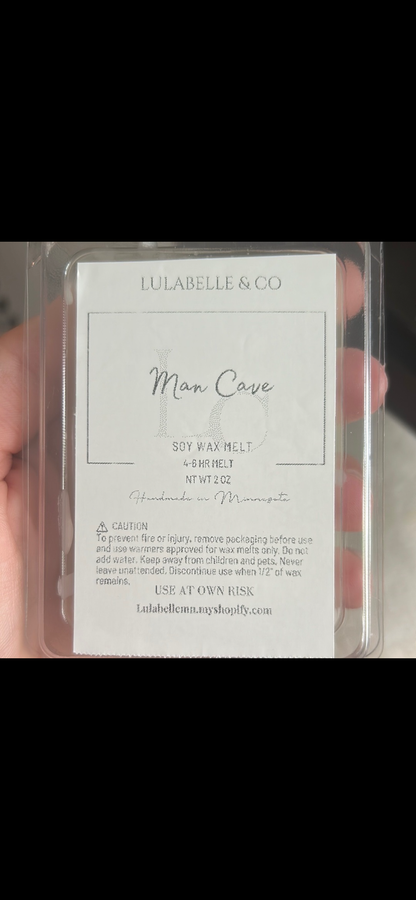 LULABELLE & CO
Man Cave
LC
SOY WAX MELT
4-6 HR MELT
NT WT 2 OZ
Handmade in Minnesota
CAUTION
To prevent fire or injury, remove packaging before use
and use warmers approved for wax melts only. Do not
add water. Keep away from children and pets. Never
leave unattended. Discontinue use when 1/2" of wax
remains.
USE AT OWN RISK
Lulabellemn.myshopify.com